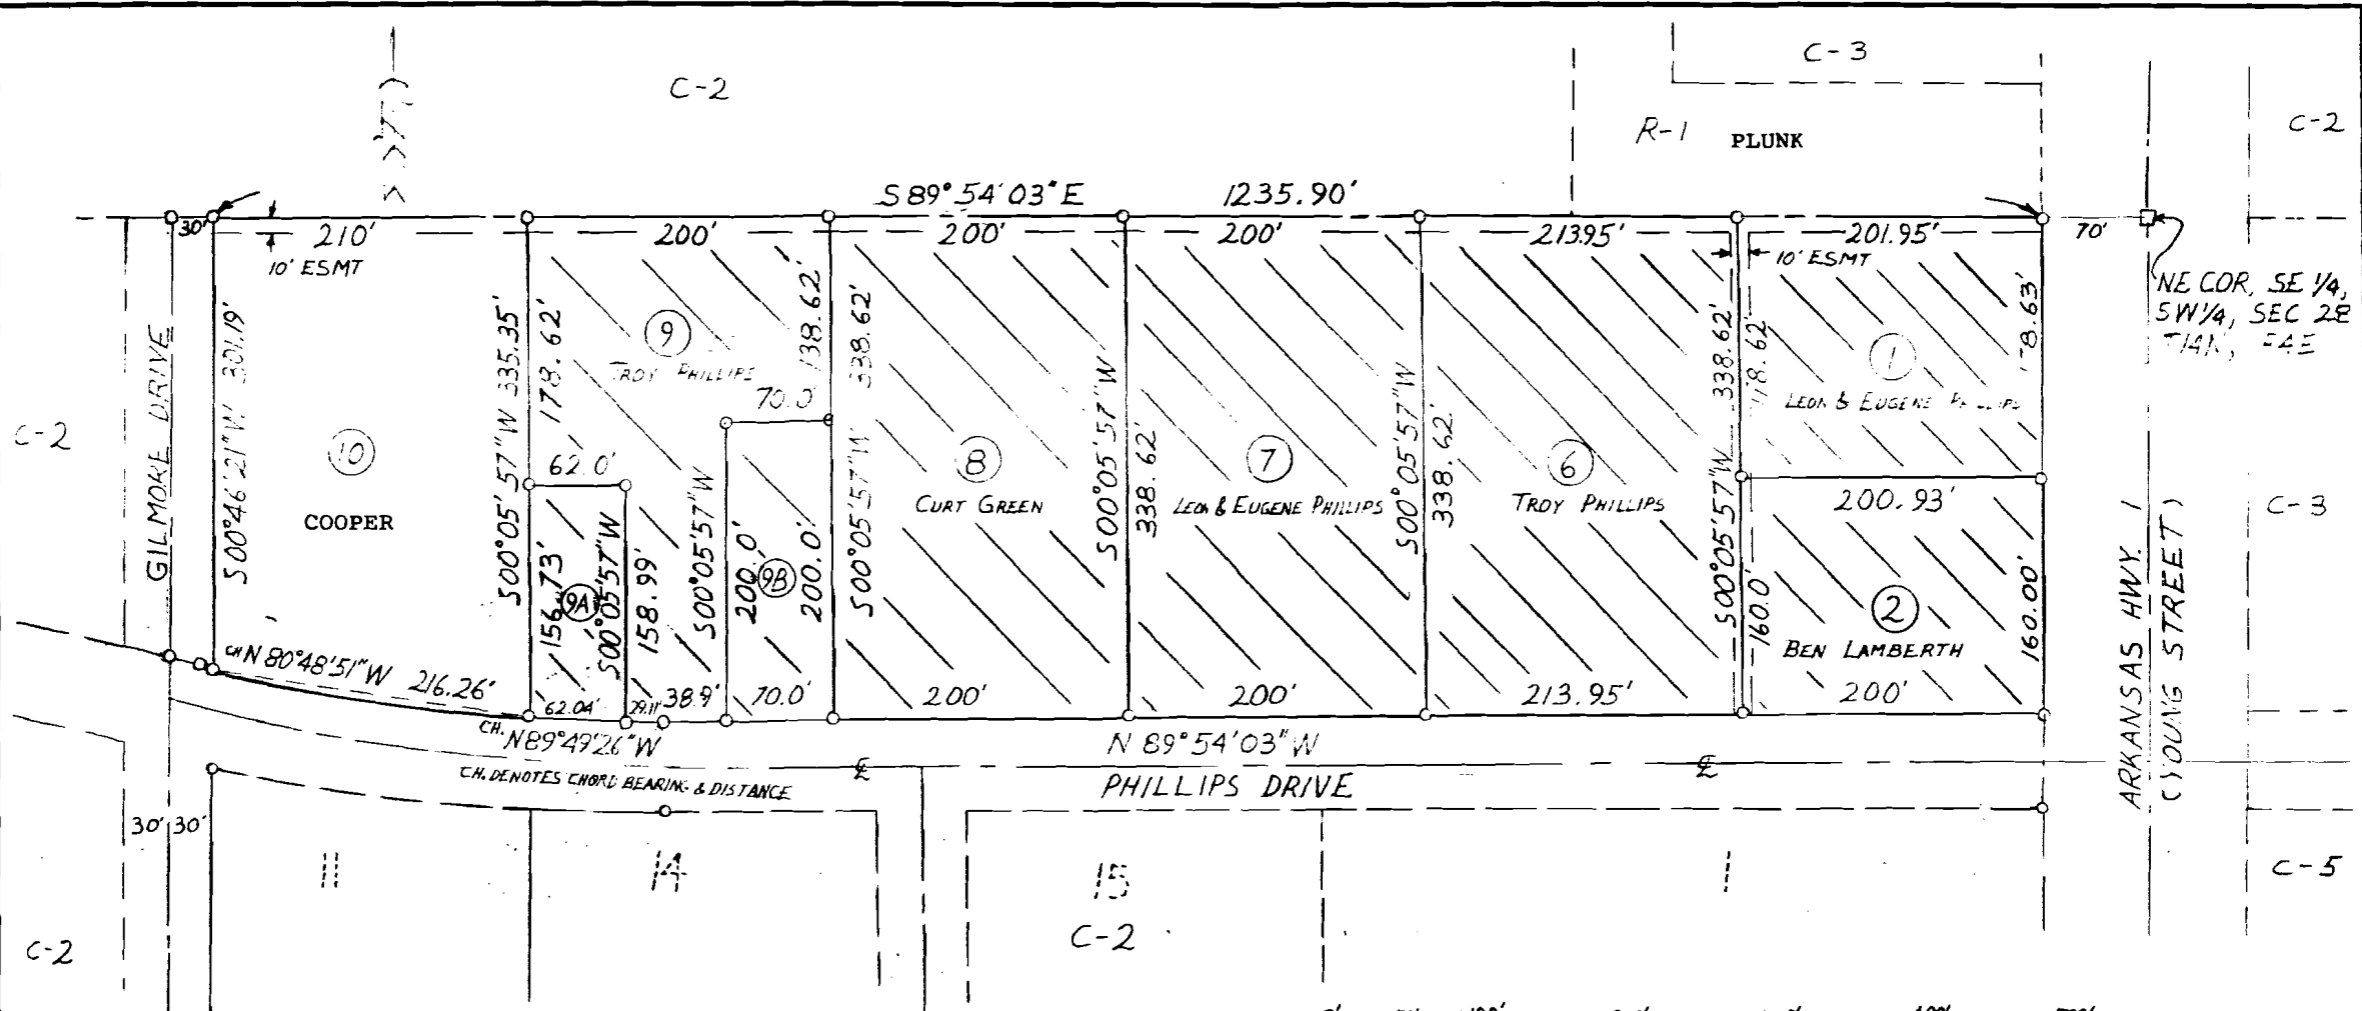 C-3
C-2
C-2
R-1 PLUNK
S 89° 54' 03" E 1235.90'
30'
210'
200'
200'
200'
213.95'
201.95'
70'
10' ESMT
10' ESMT
NE COR, SE 1/4,
SW 1/4, SEC 28
GILMORE DRIVE
S00°46'21"W 301.19'
S00°05'57"W 335.35'
178.62'
138.62'
338.62'
S00°05'57"W
S00°05'57"W
338.62'
S00°05'57"W
338.62'
S00°05'57"W 338.62'
9
TROY PHILLIPS
70.0'
1
LEON & EUGENE PHILLIPS
C-2
10
COOPER
62.0'
8
CURT GREEN
7
LEON & EUGENE PHILLIPS
6
TROY PHILLIPS
200.93'
C-3
156.73'
9A
S00°05'57"W
158.99'
S00°05'57"W
200.0'
9B
200.0'
160.0'
2
BEN LAMBERTH
160.00'
CH N 80°48'51"W 216.26'
62.04'
29.11'
38.9'
70.0'
200'
200'
213.95'
200'
CH. N89°49'26"W
N 89°54'03"W
CH. DENOTES CHORD BEARING & DISTANCE
PHILLIPS DRIVE
ARKANSAS HWY. 1
(YOUNG STREET)
30' 30'
11
14
15
1
C-5
C-2
C-2